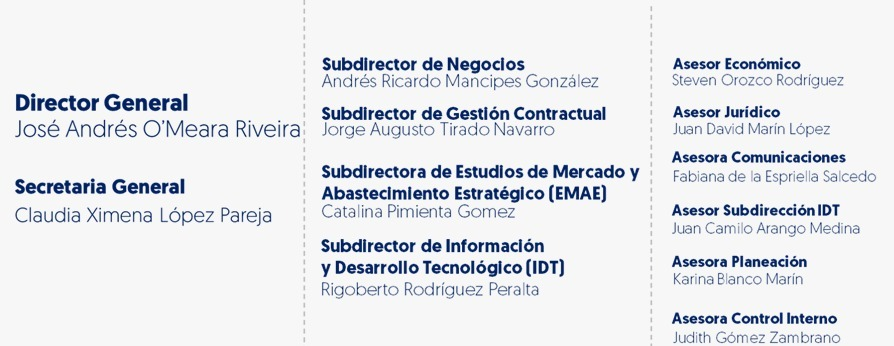 Director General
José Andrés O'Meara Riveira
Secretaria General
Claudia Ximena López Pareja
Subdirector de Negocios
Andrés Ricardo Mancipes González
Subdirector de Gestión Contractual
Jorge Augusto Tirado Navarro
Subdirectora de Estudios de Mercado y
Abastecimiento Estratégico (EMAE)
Catalina Pimienta Gomez
Subdirector de Información
y Desarrollo Tecnológico (IDT)
Rigoberto Rodríguez Peralta
Asesor Económico
Steven Orozco Rodríguez
Asesor Jurídico
Juan David Marín López
Asesora Comunicaciones
Fabiana de la Espriella Salcedo
Asesor Subdirección IDT
Juan Camilo Arango Medina
Asesora Planeación
Karina Blanco Marín
Asesora Control Interno
Judith Gómez Zambrano